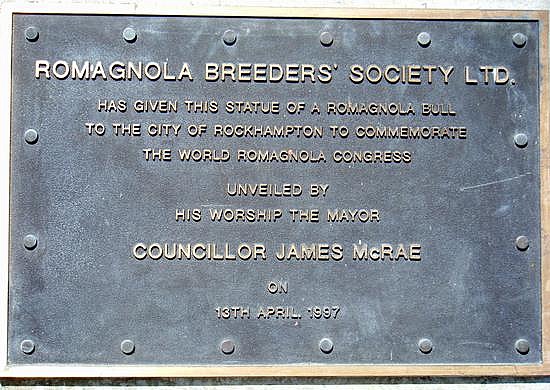 ROMAGNOLA BREEDERS' SOCIETY LTD.
HAS GIVEN THIS STATUE OF A ROMAGNOLA BULL
TO THE CITY OF ROCKHAMPTON TO COMMEMORATE
THE WORLD ROMAGNOLA CONGRESS
UNVEILED BY
HIS WORSHIP THE MAYOR
COUNCILLOR JAMES McRAE
ON
13TH APRIL, 1997